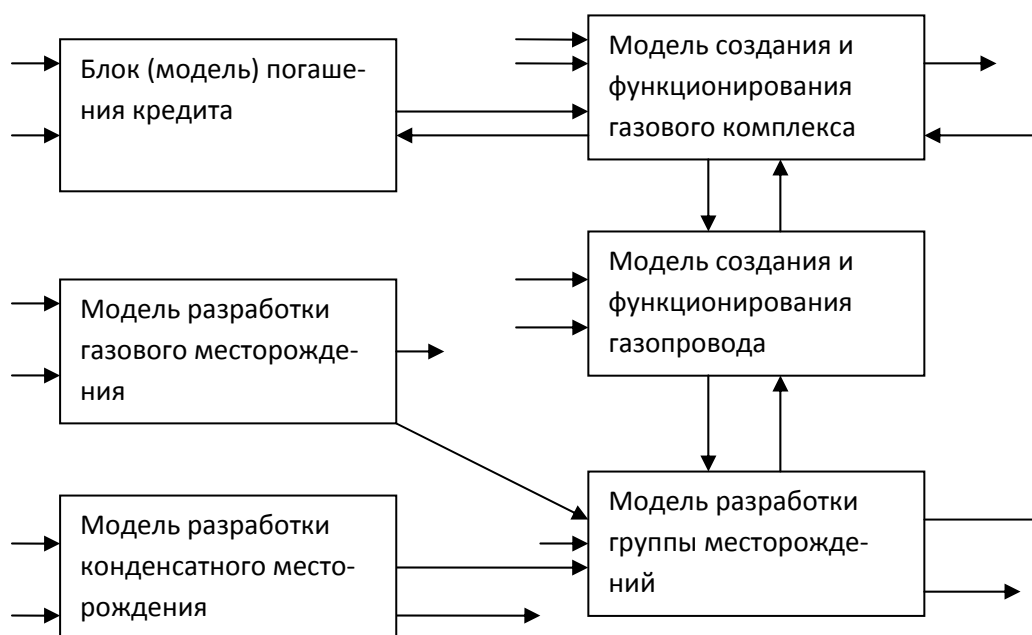 Блок (модель) погаше-
ния кредита
Модель создания и
функционирования
газового комплекса
Модель создания и
функционирования
газопровода
Модель разработки
газового месторожде-
ния
Модель разработки
группы месторожде-
ний
Модель разработки
конденсатного место-
рождения